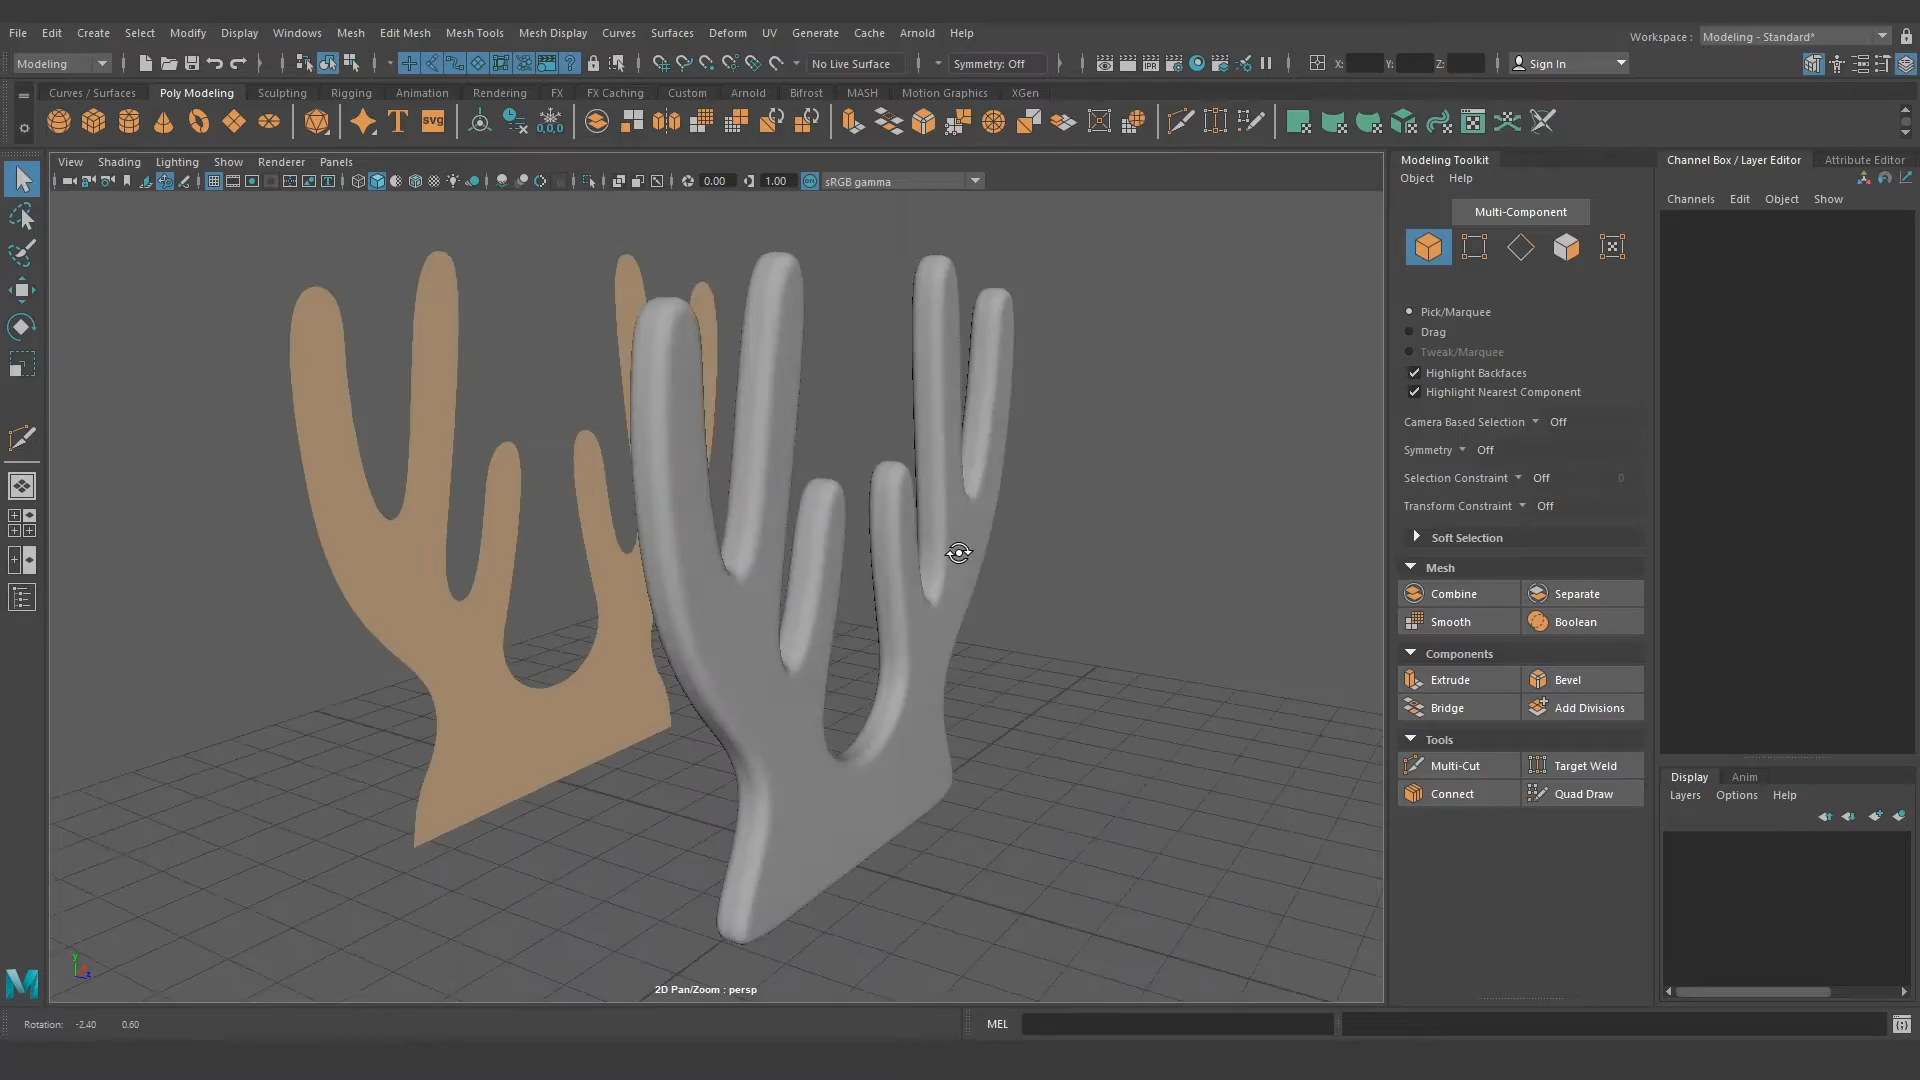 File Edit Create Select Modify Display Windows Mesh Edit Mesh Mesh Tools Mesh Display Curves Surfaces Deform UV Generate Cache Arnold Help
Workspace : Modeling - Standard*
Modeling No Live Surface Symmetry: Off X: Y: Z: Sign In
Curves / Surfaces Poly Modeling Sculpting Rigging Animation Rendering FX FX Caching Custom Arnold Bifrost MASH Motion Graphics XGen
T svg 0,0,0 IPR
View Shading Lighting Show Renderer Panels
0.00 1.00 ON sRGB gamma
Modeling Toolkit
Object Help
Multi-Component
Pick/Marquee
Drag
Tweak/Marquee
Highlight Backfaces
Highlight Nearest Component
Camera Based Selection Off
Symmetry Off
Selection Constraint Off 0
Transform Constraint Off
Soft Selection
Mesh
Combine Separate
Smooth Boolean
Components
Extrude Bevel
Bridge Add Divisions
Tools
Multi-Cut Target Weld
Connect Quad Draw
Channel Box / Layer Editor Attribute Editor
Channels Edit Object Show
Display Anim
Layers Options Help
y z
2D Pan/Zoom : persp
M
Rotation: -2.40 0.60
MEL